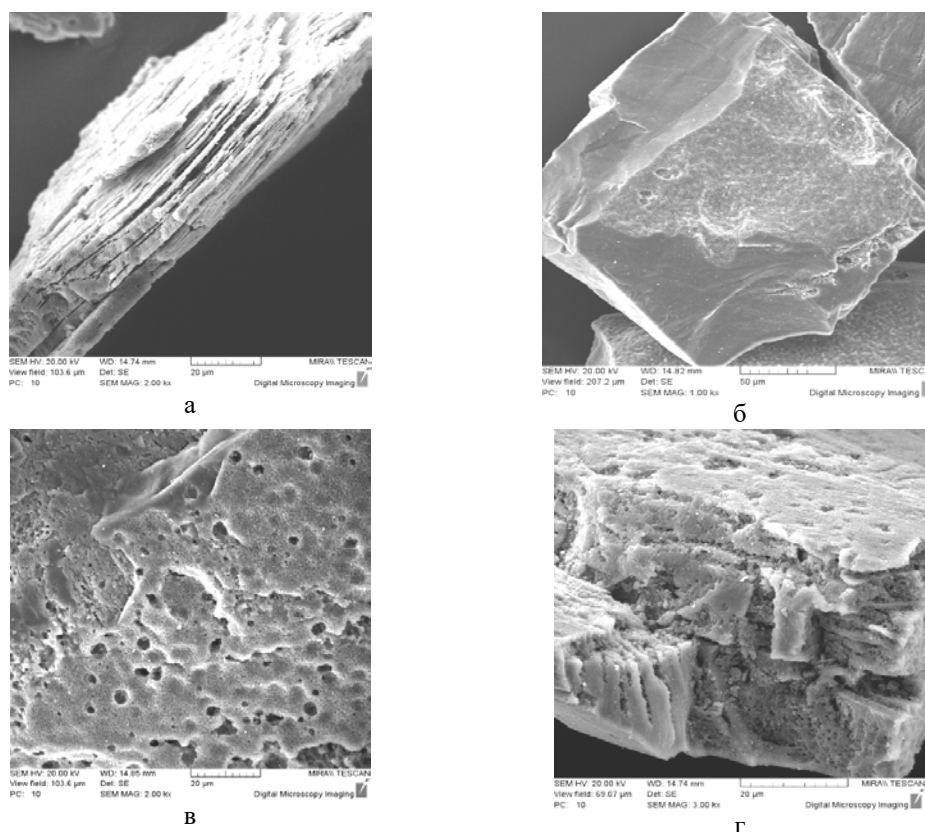 SEM HV: 20.00 kV WD: 14.74 mm
View field: 103.6 µm Det: SE 20 µm MIRA\\ TESCAN
PC: 10 SEM MAG: 2.00 kx Digital Microscopy Imaging
а
SEM HV: 20.00 kV WD: 14.82 mm
View field: 207.2 µm Det: SE 50 µm MIRA\\ TESCA
PC: 10 SEM MAG: 1.00 kx Digital Microscopy Imaging
б
SEM HV: 20.00 kV WD: 14.85 mm
View field: 103.6 µm Det: SE 20 µm MIRA\\ TESCAN
PC: 10 SEM MAG: 2.00 kx Digital Microscopy Imaging
в
SEM HV: 20.00 kV WD: 14.74 mm
View field: 69.07 µm Det: SE 20 µm MIRA\\ TESCA
PC: 10 SEM MAG: 3.00 kx Digital Microscopy Imaging
г